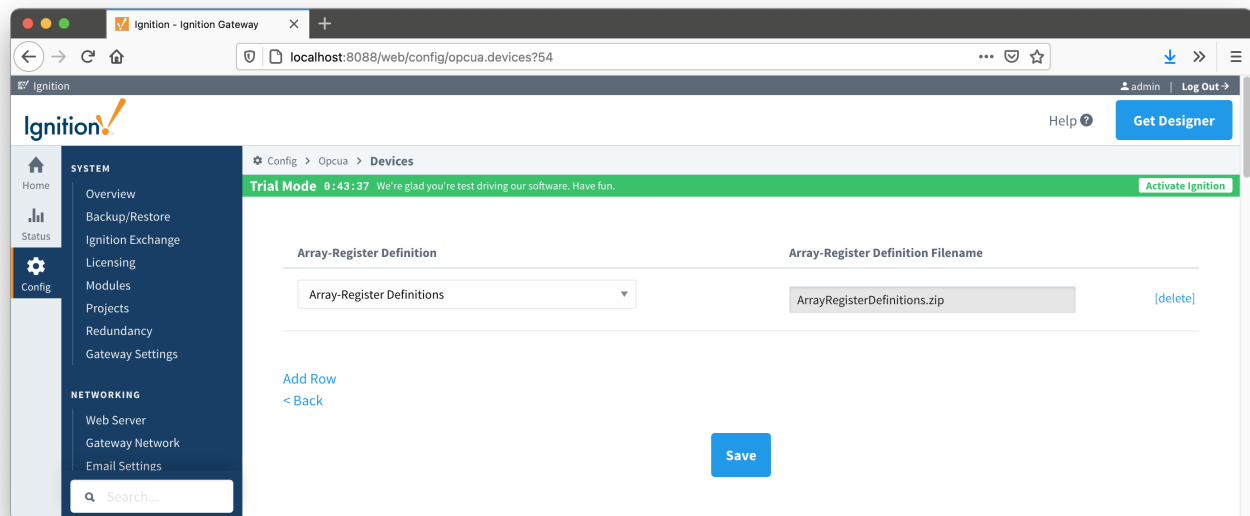 Ignition - Ignition Gateway
localhost:8088/web/config/opcua.devices?54
Ignition
admin | Log Out
Ignition!
Help
Get Designer
Home
Status
Config
SYSTEM
Overview
Backup/Restore
Ignition Exchange
Licensing
Modules
Projects
Redundancy
Gateway Settings
NETWORKING
Web Server
Gateway Network
Email Settings
Search...
Config > Opcua > Devices
Trial Mode 0:43:37 We're glad you're test driving our software. Have fun.
Activate Ignition
Array-Register Definition
Array-Register Definition Filename
Array-Register Definitions
ArrayRegisterDefinitions.zip
[delete]
Add Row
< Back
Save